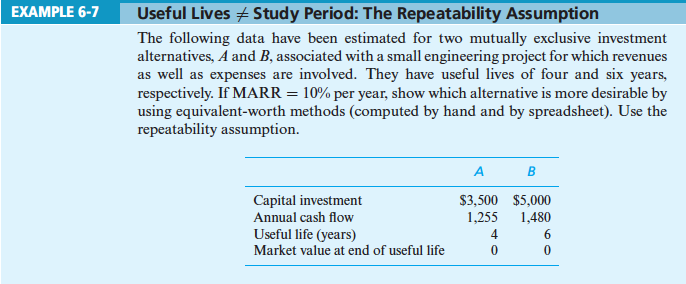 EXAMPLE 6-7 Useful Lives ≠ Study Period: The Repeatability Assumption
The following data have been estimated for two mutually exclusive investment
alternatives, A and B, associated with a small engineering project for which revenues
as well as expenses are involved. They have useful lives of four and six years,
respectively. If MARR = 10% per year, show which alternative is more desirable by
using equivalent-worth methods (computed by hand and by spreadsheet). Use the
repeatability assumption.
A B
Capital investment $3,500 $5,000
Annual cash flow 1,255 1,480
Useful life (years) 4 6
Market value at end of useful life 0 0